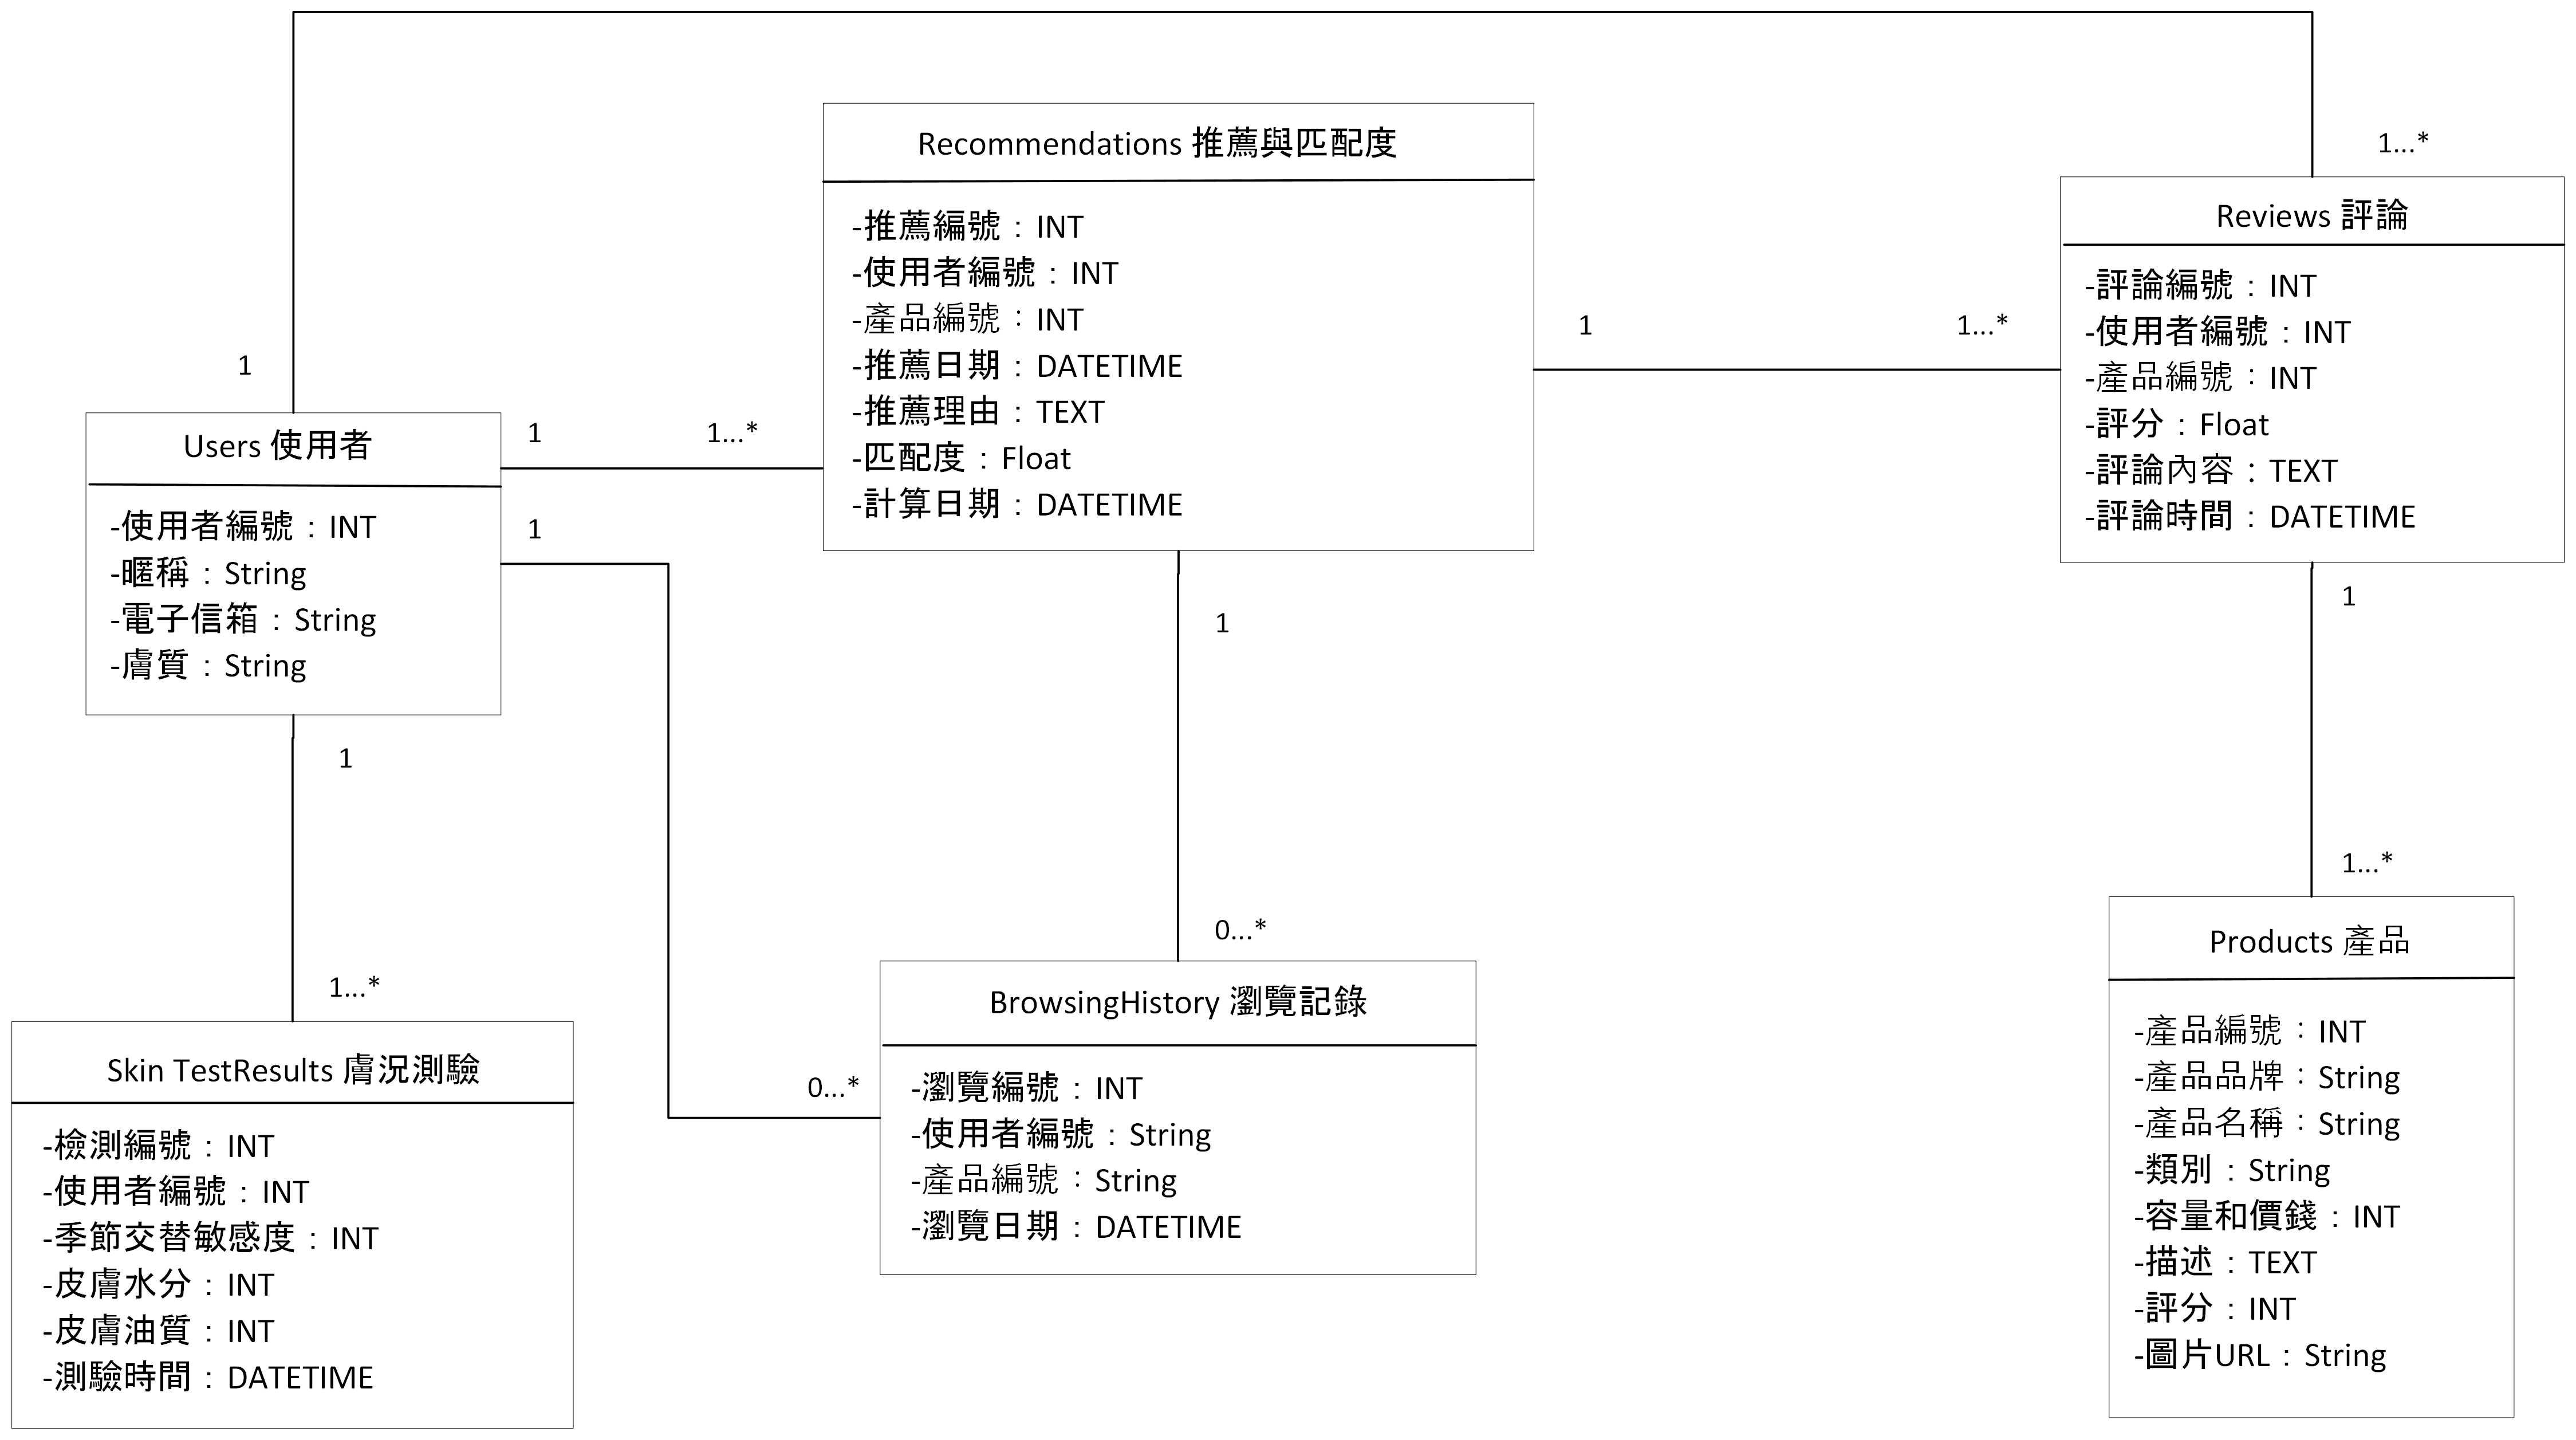 Recommendations 推薦與匹配度
-推薦編號：INT
-使用者編號：INT
-產品編號：INT
-推薦日期：DATETIME
-推薦理由：TEXT
-匹配度：Float
-計算日期：DATETIME
1...*
Reviews 評論
-評論編號：INT
-使用者編號：INT
-產品編號：INT
-評分：Float
-評論內容：TEXT
-評論時間：DATETIME
1
1...*
1
Users 使用者
-使用者編號：INT
-暱稱：String
-電子信箱：String
-膚質：String
1
1...*
1
1
1
1
1...*
0...*
1...*
Skin TestResults 膚況測驗
-檢測編號：INT
-使用者編號：INT
-季節交替敏感度：INT
-皮膚水分：INT
-皮膚油質：INT
-測驗時間：DATETIME
0...*
BrowsingHistory 瀏覽記錄
-瀏覽編號：INT
-使用者編號：String
-產品編號：String
-瀏覽日期：DATETIME
1...*
Products 產品
-產品編號：INT
-產品品牌：String
-產品名稱：String
-類別：String
-容量和價錢：INT
-描述：TEXT
-評分：INT
-圖片URL：String